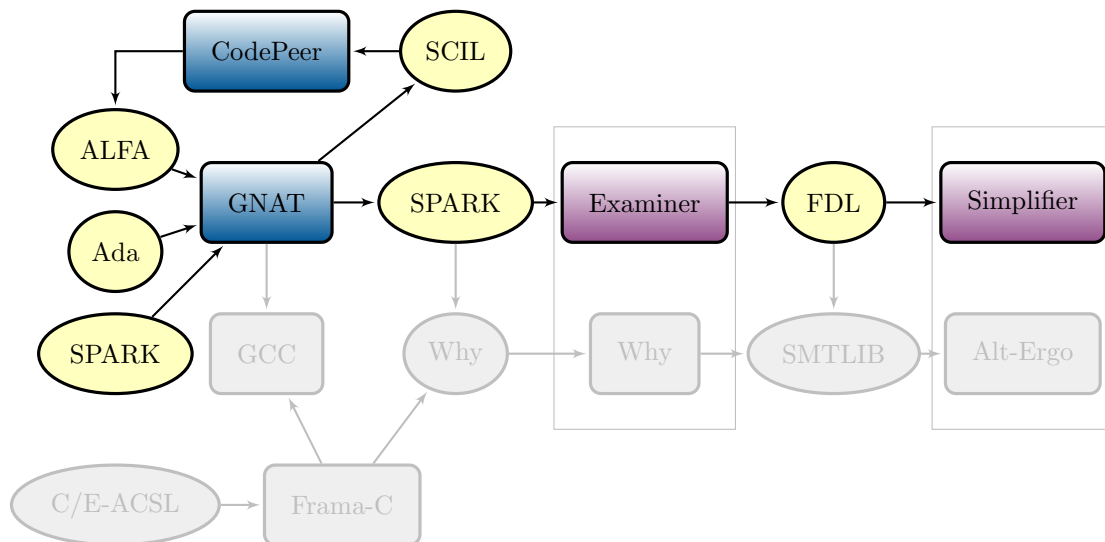 CodePeer
SCIL
ALFA
GNAT
SPARK
Examiner
FDL
Simplifier
Ada
SPARK
GCC
Why
Why
SMTLIB
Alt-Ergo
C/E-ACSL
Frama-C